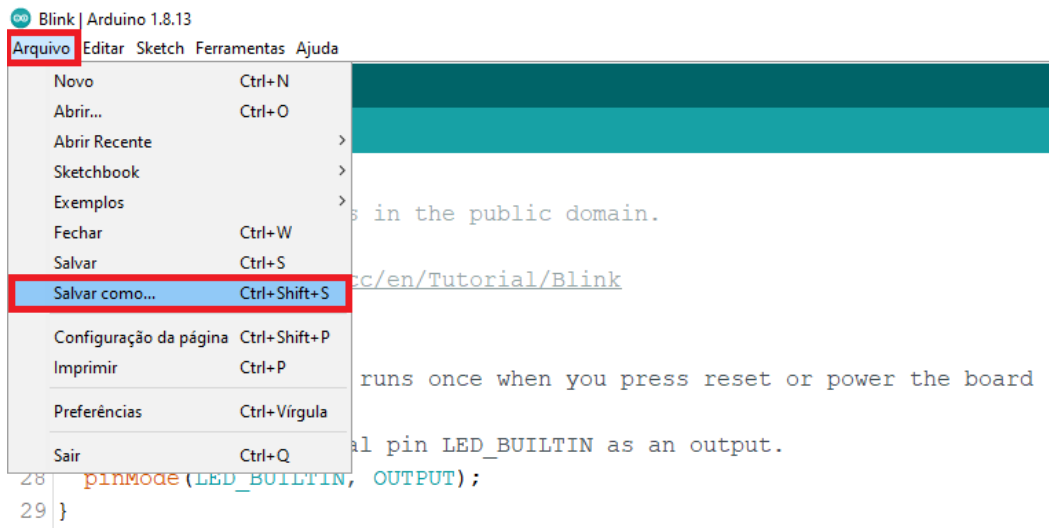 Blink | Arduino 1.8.13
Arquivo Editar Sketch Ferramentas Ajuda
Novo Ctrl+N
Abrir... Ctrl+O
Abrir Recente
Sketchbook
Exemplos
s in the public domain.
Fechar Ctrl+W
Salvar Ctrl+S
cc/en/Tutorial/Blink
Salvar como... Ctrl+Shift+S
Configuração da página Ctrl+Shift+P
Imprimir Ctrl+P
runs once when you press reset or power the board
Preferências Ctrl+Vírgula
al pin LED_BUILTIN as an output.
Sair Ctrl+Q
28 pinMode(LED_BUILTIN, OUTPUT);
29 }